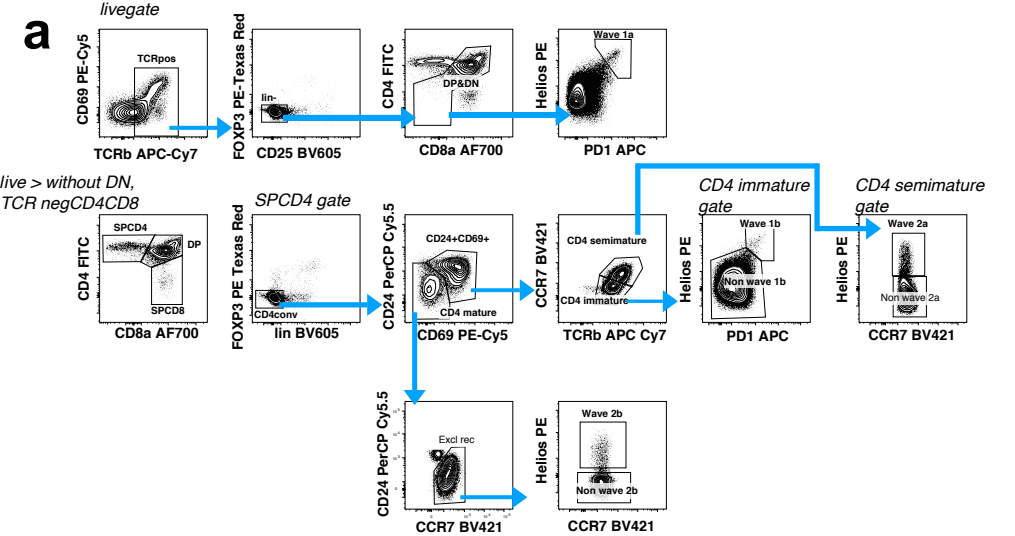 a
livegate
CD69 PE-Cy5
TCRpos
TCRb APC-Cy7
FOXP3 PE-Texas Red
lin-
CD25 BV605
CD4 FITC
DP&DN
CD8a AF700
Helios PE
Wave 1a
PD1 APC
live > without DN,
TCR negCD4CD8
CD4 FITC
SPCD4
DP
SPCD8
CD8a AF700
SPCD4 gate
FOXP3 PE Texas Red
CD4conv
lin BV605
CD24 PerCP Cy5.5
CD24+CD69+
CD4 mature
CD69 PE-Cy5
CCR7 BV421
CD4 semimature
CD4 immature
TCRb APC Cy7
CD4 immature
gate
Helios PE
Wave 1b
Non wave 1b
PD1 APC
CD4 semimature
gate
Helios PE
Wave 2a
Non wave 2a
CCR7 BV421
CD24 PerCP Cy5.5
Excl rec
CCR7 BV421
Helios PE
Wave 2b
Non wave 2b
CCR7 BV421